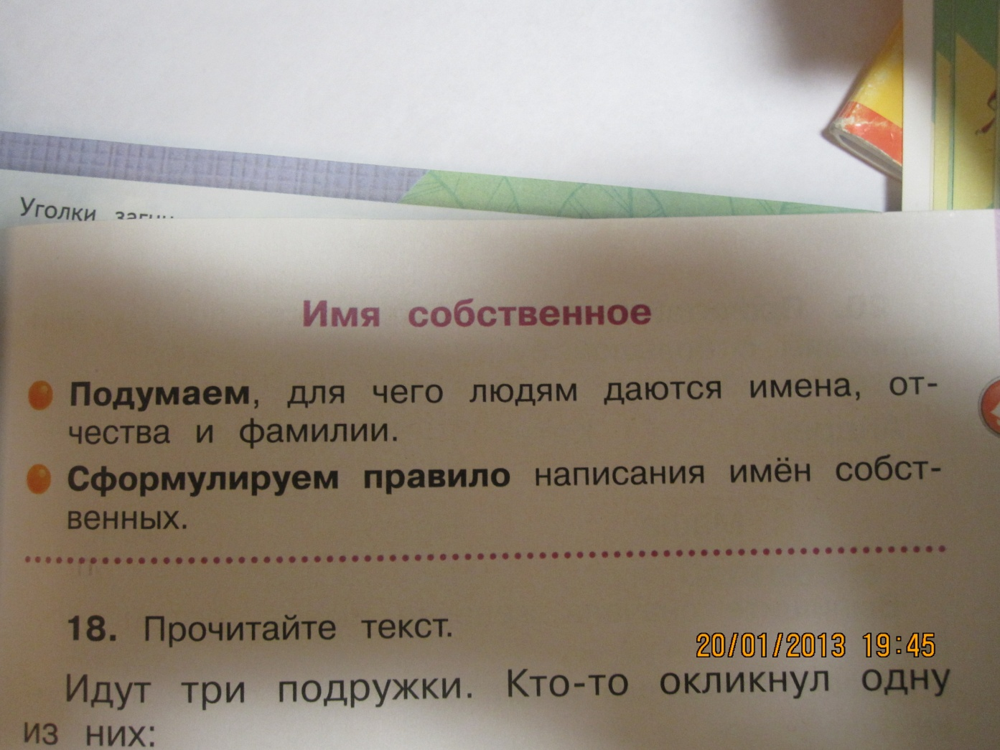 Уголки
Имя собственное
Подумаем, для чего людям даются имена, от-
чества и фамилии.
Сформулируем правило написания имён собст-
венных.
18. Прочитайте текст.
20/01/2013 19:45
Идут три подружки. Кто-то окликнул одну
из них: